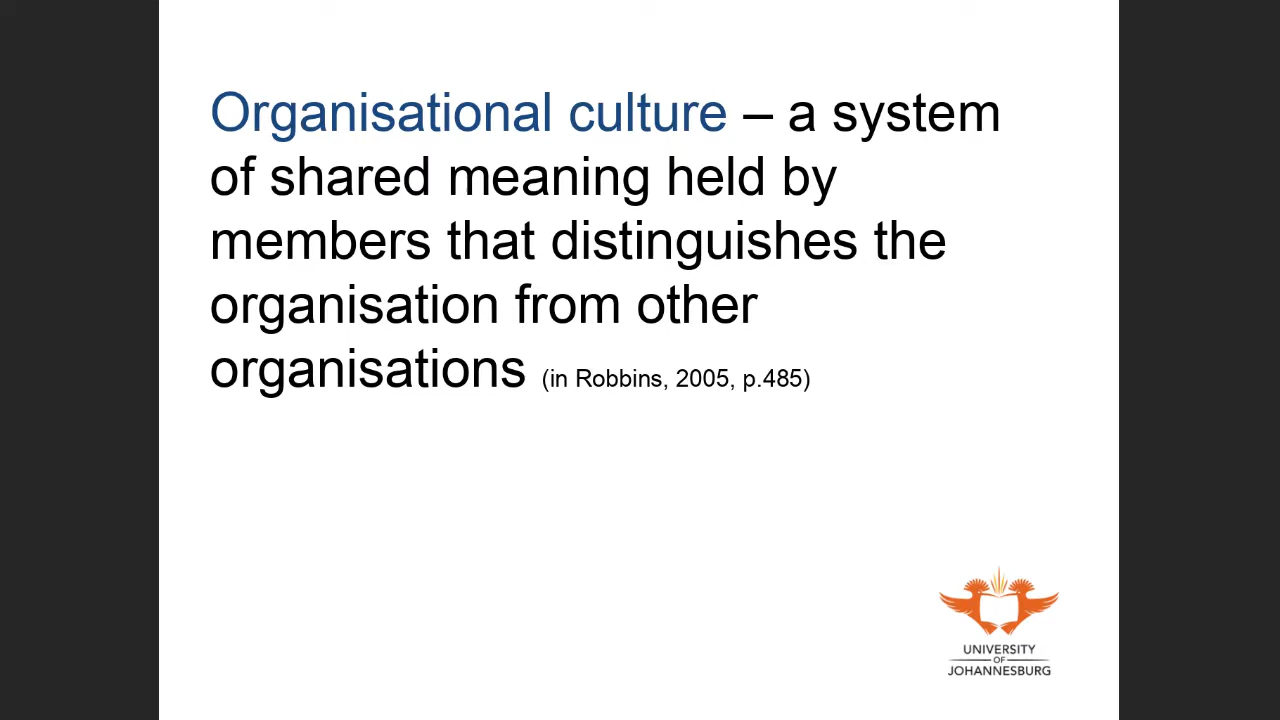 Organisational culture – a system
of shared meaning held by
members that distinguishes the
organisation from other
organisations (in Robbins, 2005, p.485)
UNIVERSITY
OF
JOHANNESBURG